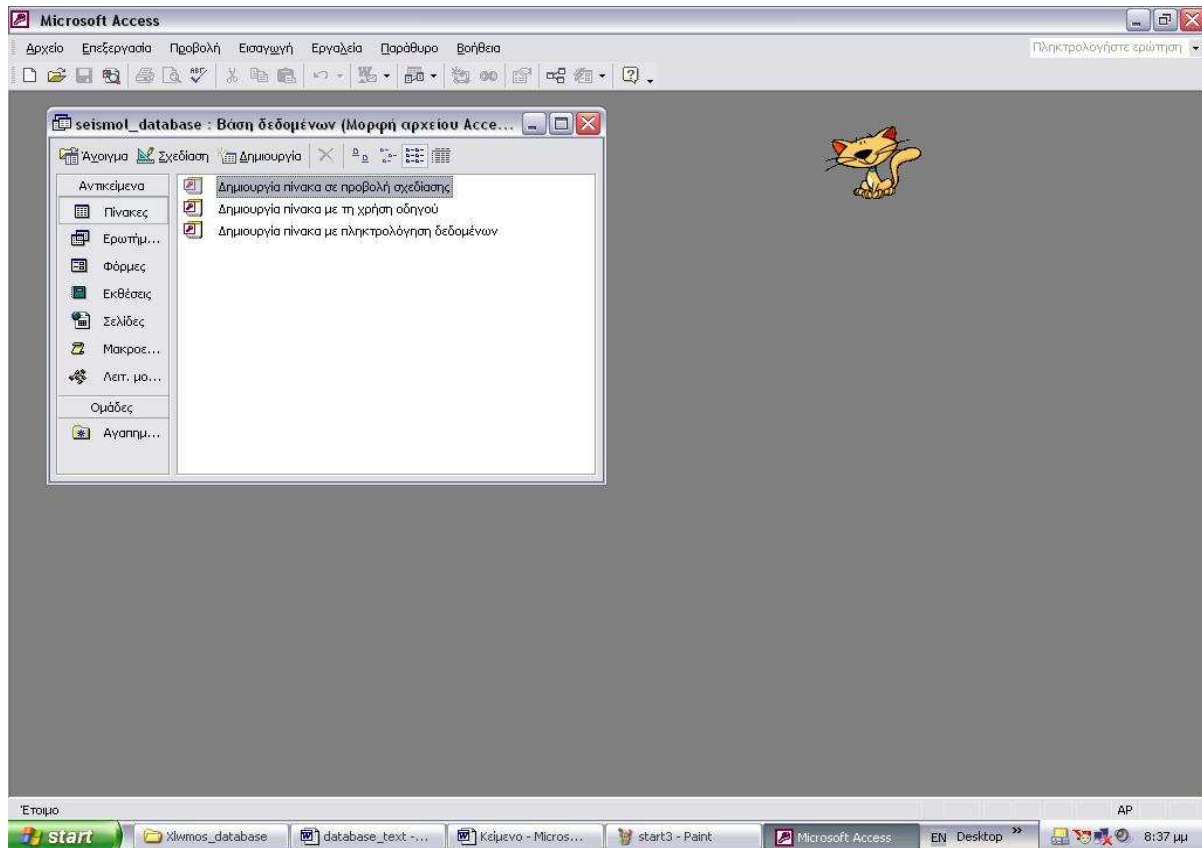 Microsoft Access
Αρχείο Επεξεργασία Προβολή Εισαγωγή Εργαλεία Παράθυρο Βοήθεια Πληκτρολογήστε ερώτηση
seismol_database : Βάση δεδομένων (Μορφή αρχείου Acce...
Άνοιγμα Σχεδίαση Δημιουργία
Αντικείμενα
Πίνακες
Ερωτήμ...
Φόρμες
Εκθέσεις
Σελίδες
Μακροε...
Λειτ. μο...
Ομάδες
Αγαπημ...
Δημιουργία πίνακα σε προβολή σχεδίασης
Δημιουργία πίνακα με τη χρήση οδηγού
Δημιουργία πίνακα με πληκτρολόγηση δεδομένων
Έτοιμο AP
start Xlwmos_database database_text -... Κείμενο - Micros... start3 - Paint Microsoft Access EN Desktop » 8:37 μμ